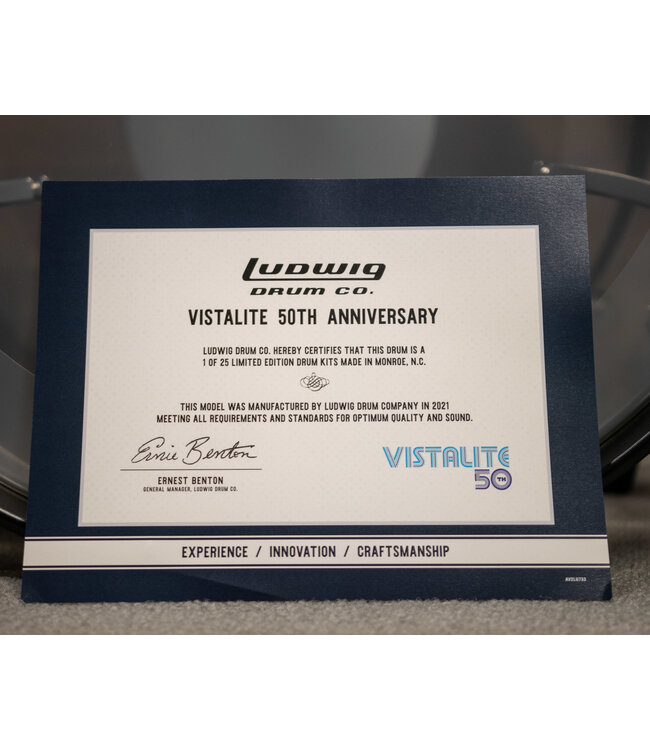 LUDWIG
DRUM CO.
VISTALITE 50TH ANNIVERSARY
LUDWIG DRUM CO. HEREBY CERTIFIES THAT THIS DRUM IS A
1 OF 25 LIMITED EDITION DRUM KITS MADE IN MONROE, N.C.
THIS MODEL WAS MANUFACTURED BY LUDWIG DRUM COMPANY IN 2021
MEETING ALL REQUIREMENTS AND STANDARDS FOR OPTIMUM QUALITY AND SOUND.
Ernie Benton
ERNEST BENTON
GENERAL MANAGER, LUDWIG DRUM CO.
VISTALITE
50TH
EXPERIENCE / INNOVATION / CRAFTSMANSHIP